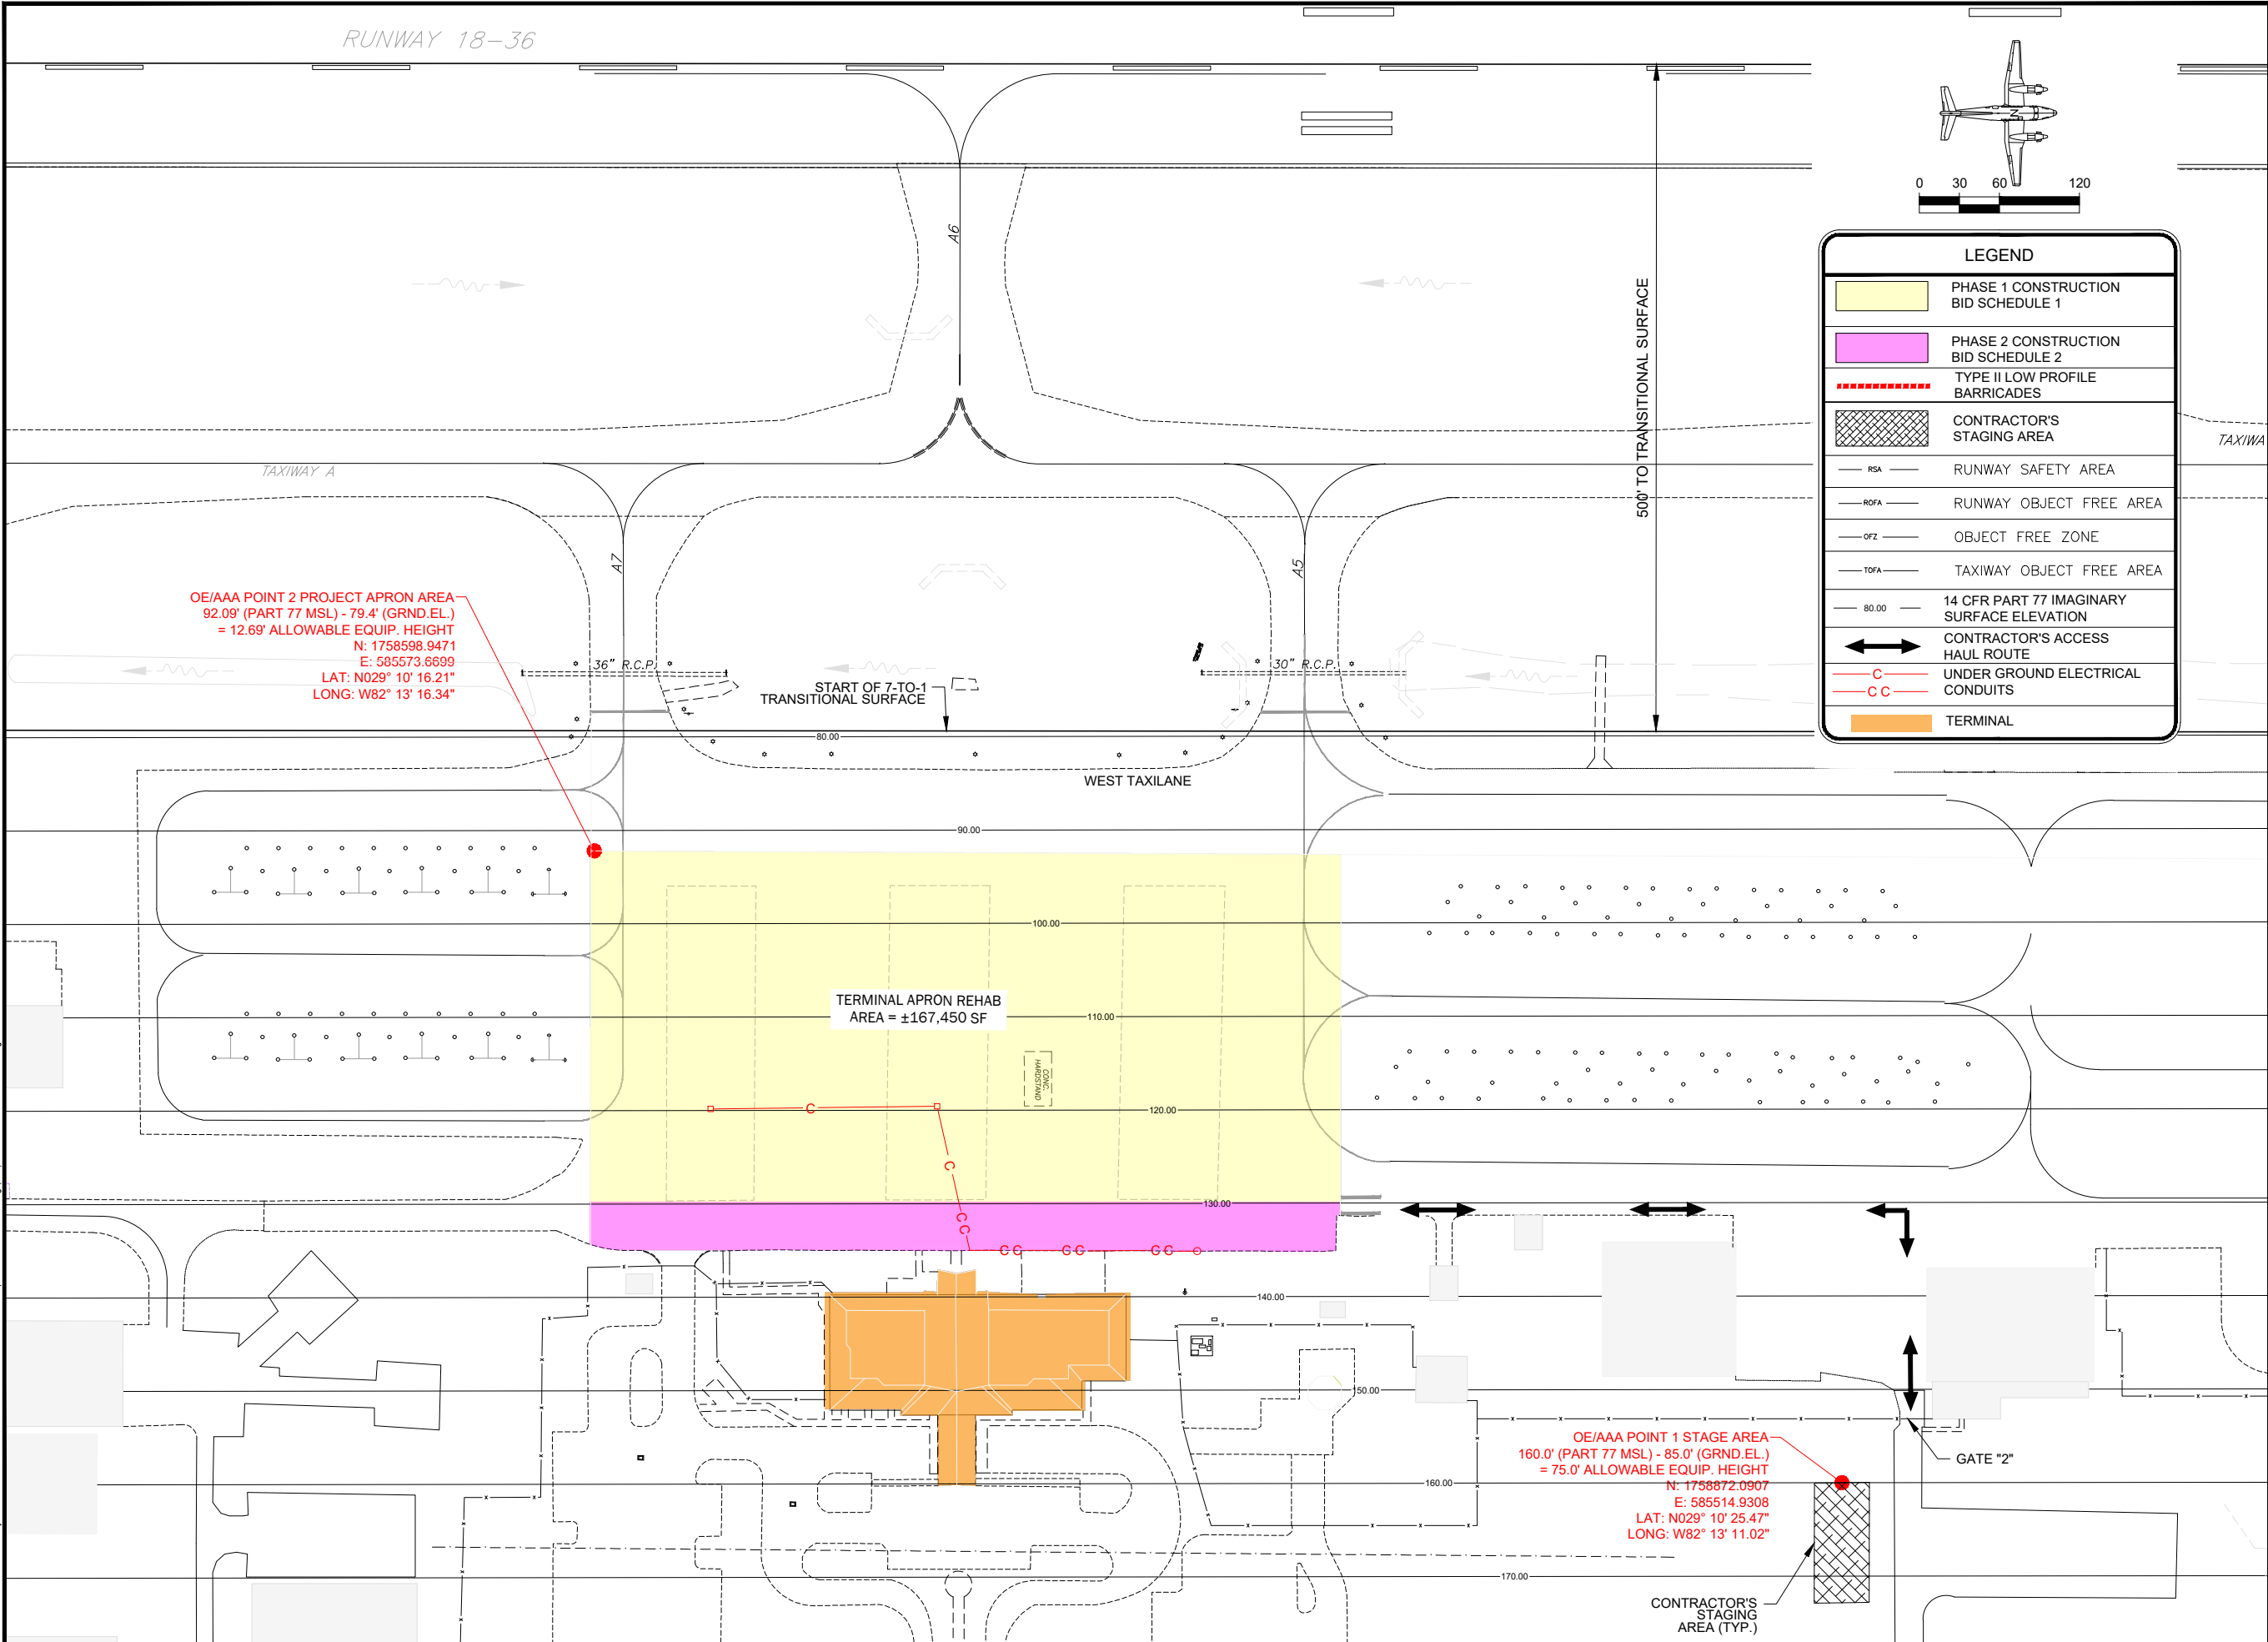 RUNWAY 18-36
N
0 30 60 120
LEGEND
PHASE 1 CONSTRUCTION
BID SCHEDULE 1
PHASE 2 CONSTRUCTION
BID SCHEDULE 2
TYPE II LOW PROFILE
BARRICADES
CONTRACTOR'S
STAGING AREA
RSA RUNWAY SAFETY AREA
ROFA RUNWAY OBJECT FREE AREA
OFZ OBJECT FREE ZONE
TOFA TAXIWAY OBJECT FREE AREA
80.00 14 CFR PART 77 IMAGINARY
SURFACE ELEVATION
CONTRACTOR'S ACCESS
HAUL ROUTE
C UNDER GROUND ELECTRICAL
C C CONDUITS
TERMINAL
A6
500' TO TRANSITIONAL SURFACE
TAXIWAY A
TAXIWA
A7
A5
OE/AAA POINT 2 PROJECT APRON AREA
92.09' (PART 77 MSL) - 79.4' (GRND.EL.)
= 12.69' ALLOWABLE EQUIP. HEIGHT
N: 1758598.9471
E: 585573.6699
LAT: N029° 10' 16.21"
LONG: W82° 13' 16.34"
36" R.C.P.
30" R.C.P.
START OF 7-TO-1
TRANSITIONAL SURFACE
80.00
WEST TAXILANE
90.00
100.00
TERMINAL APRON REHAB
AREA = ±167,450 SF
110.00
CONC.
HARDSTAND
120.00
C
C
130.00
C C
C C
C C
C C
140.00
150.00
OE/AAA POINT 1 STAGE AREA
160.0' (PART 77 MSL) - 85.0' (GRND.EL.)
= 75.0' ALLOWABLE EQUIP. HEIGHT
N: 1758872.0907
E: 585514.9308
LAT: N029° 10' 25.47"
LONG: W82° 13' 11.02"
GATE "2"
160.00
170.00
CONTRACTOR'S
STAGING
AREA (TYP.)